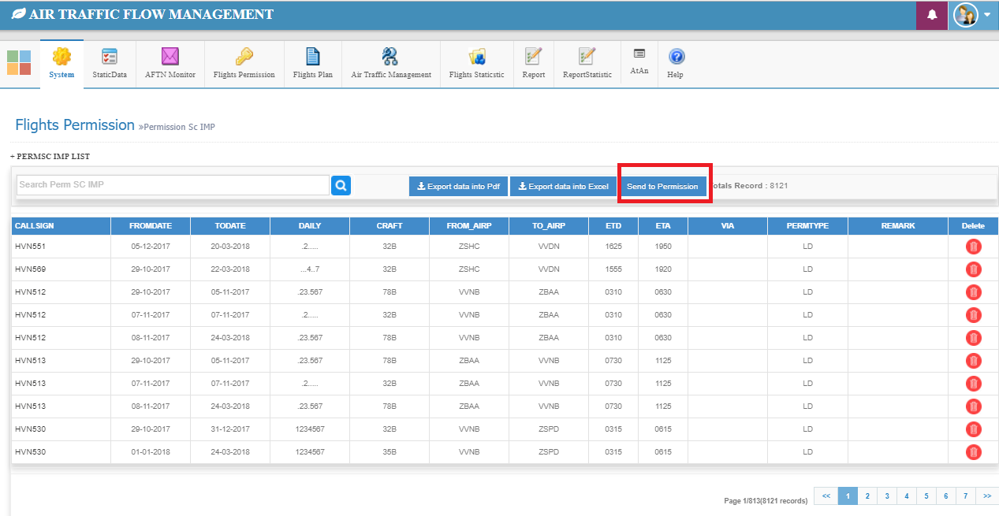 AIR TRAFFIC FLOW MANAGEMENT
System StaticData AFTN Monitor Flights Permission Flights Plan Air Traffic Management Flights Staticstic Report ReportStatistic AtAn Help
Flights Permission »Permission Sc IMP
+ PERMSC IMP LIST
Search Perm SC IMP Export data into Pdf Export data into Excel Send to Permission otals Record : 8121
CALLSIGN FROMDATE TODATE DAILY CRAFT FROM_AIRP TO_AIRP ETD ETA VIA PERMTYPE REMARK Delete
HVN551 05-12-2017 20-03-2018 .2..... 32B ZSHC VVDN 1625 1950 LD
HVN569 29-10-2017 22-03-2018 ...4..7 32B ZSHC VVDN 1555 1920 LD
HVN512 29-10-2017 05-11-2017 .23.567 78B VVNB ZBAA 0310 0630 LD
HVN512 07-11-2017 07-11-2017 .2..... 32B VVNB ZBAA 0310 0630 LD
HVN512 08-11-2017 24-03-2018 .23.567 78B VVNB ZBAA 0310 0630 LD
HVN513 29-10-2017 05-11-2017 .23.567 78B ZBAA VVNB 0730 1125 LD
HVN513 07-11-2017 07-11-2017 .2..... 32B ZBAA VVNB 0730 1125 LD
HVN513 08-11-2017 24-03-2018 .23.567 78B ZBAA VVNB 0730 1125 LD
HVN530 29-10-2017 31-12-2017 1234567 32B VVNB ZSPD 0315 0615 LD
HVN530 01-01-2018 24-03-2018 1234567 35B VVNB ZSPD 0315 0615 LD
Page 1/813(8121 records) << 1 2 3 4 5 6 7 >>